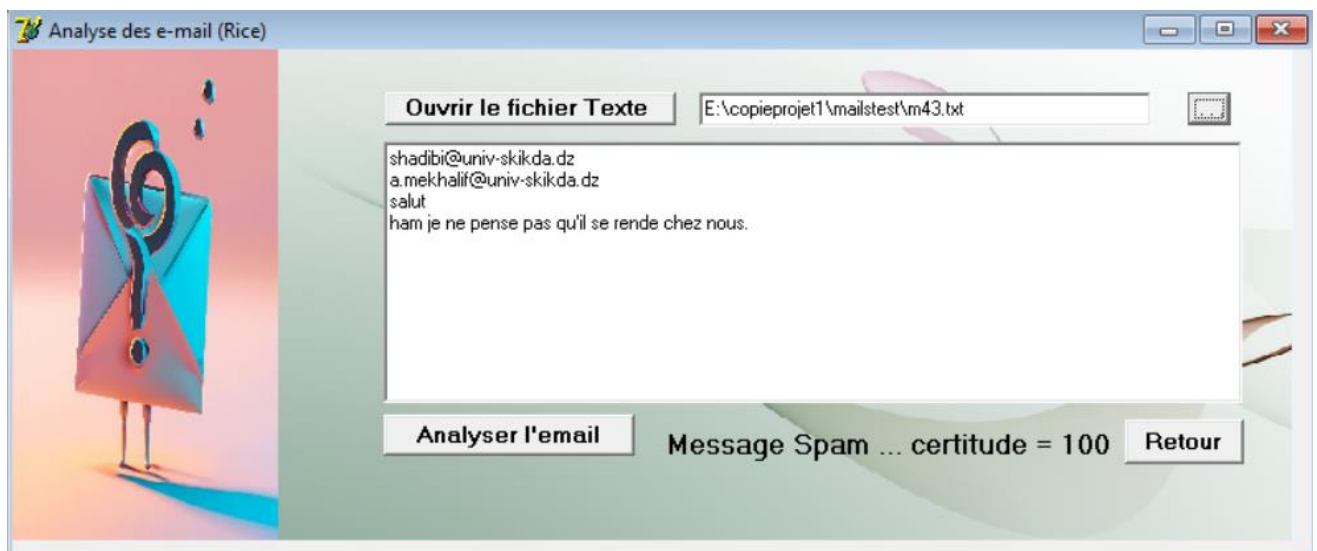 Analyse des e-mail (Rice)
Ouvrir le fichier Texte
E:\copieprojet1\mailstest\m43.txt
...
shadibi@univ-skikda.dz
a.mekhalif@univ-skikda.dz
salut
ham je ne pense pas qu'il se rende chez nous.
Analyser l'email
Message Spam ... certitude = 100
Retour